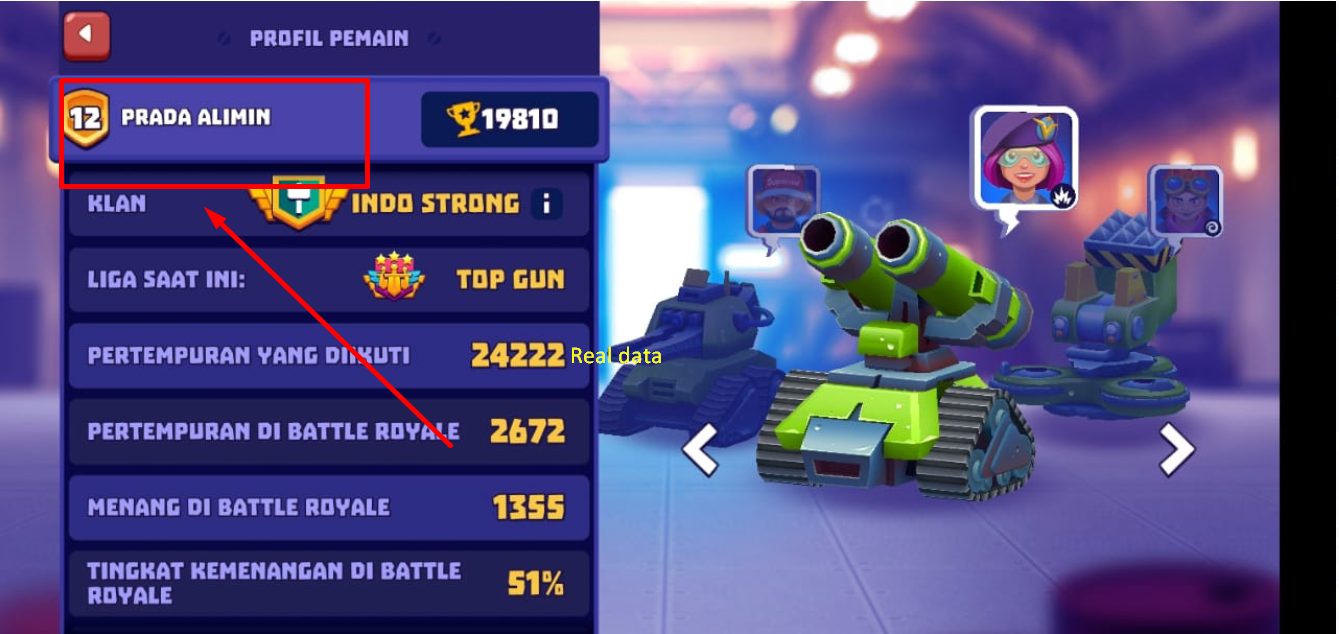 PROFIL PEMAIN
12 PRADA ALIMIN 19810
KLAN INDO STRONG i
LIGA SAAT INI: TOP GUN
PERTEMPURAN YANG DIIKUTI 24222 Real data
PERTEMPURAN DI BATTLE ROYALE 2672
MENANG DI BATTLE ROYALE 1355
TINGKAT KEMENANGAN DI BATTLE
ROYALE 51%